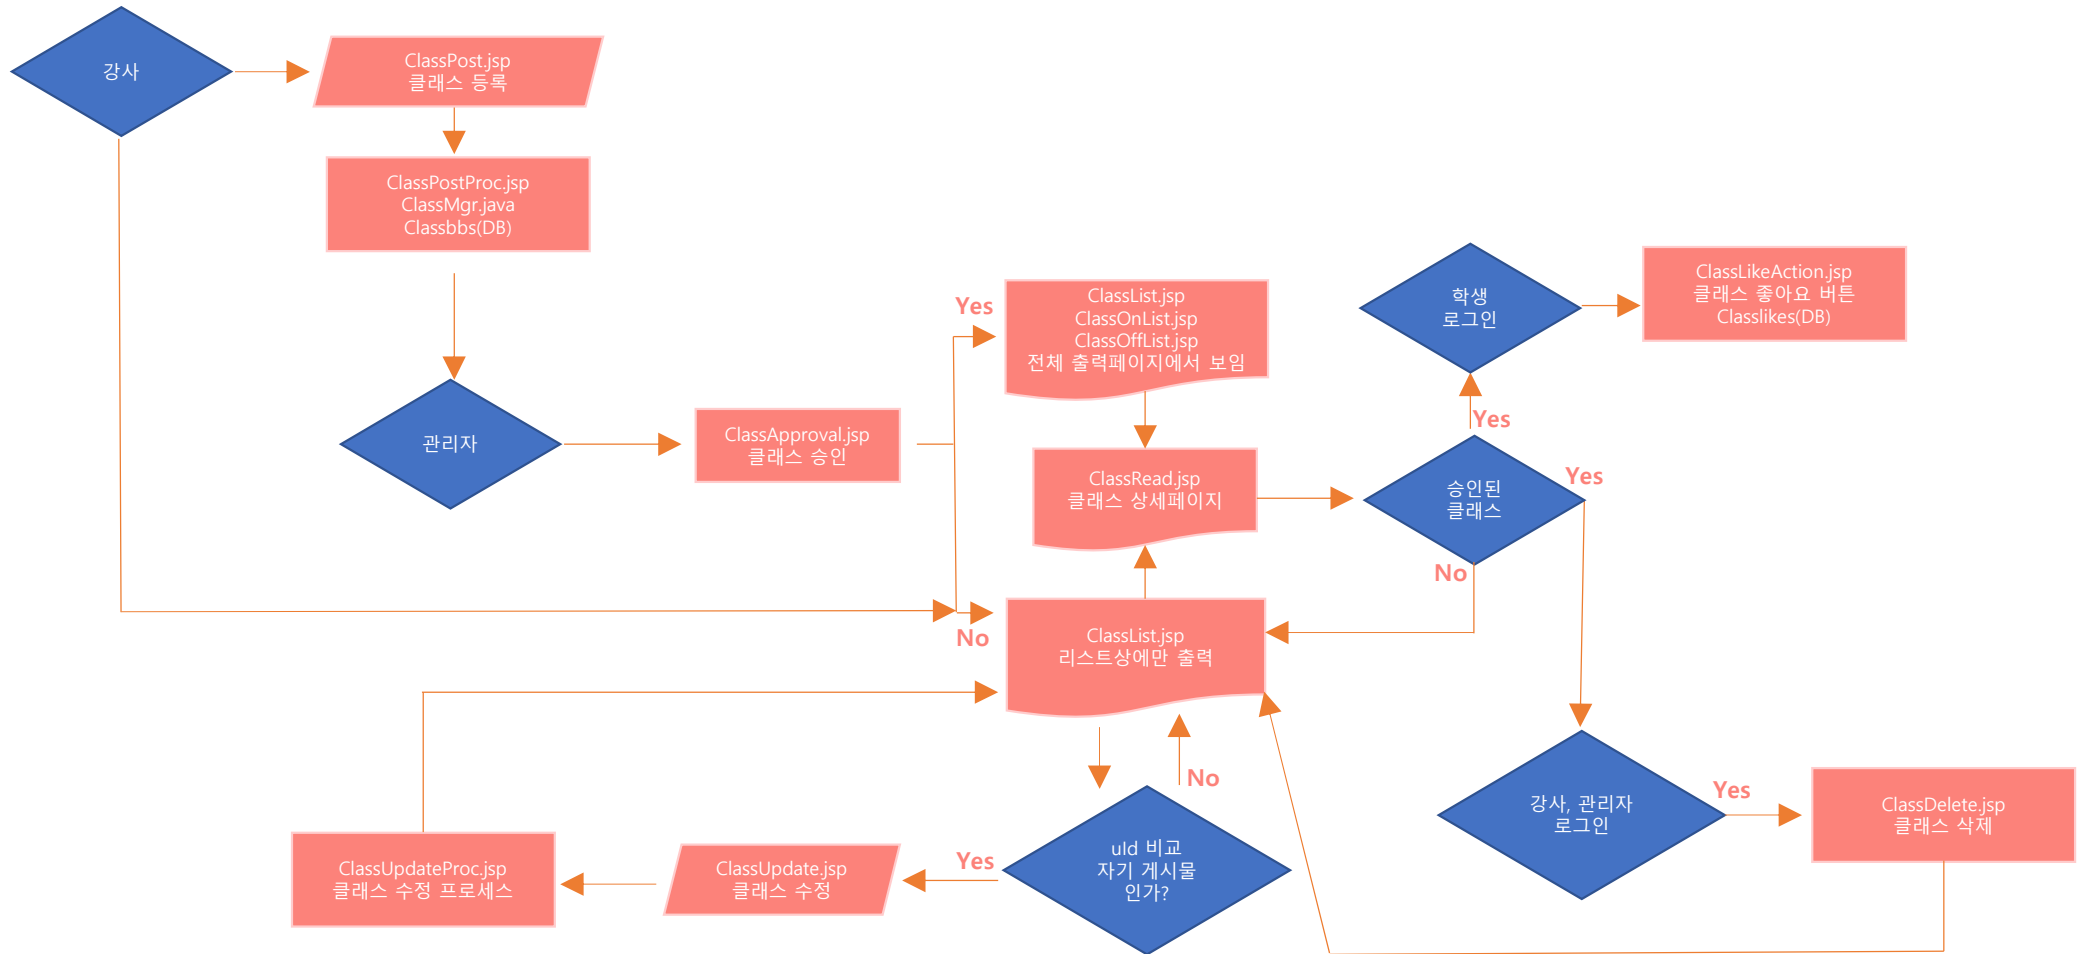 강사
ClassPost.jsp
클래스 등록
ClassPostProc.jsp
ClassMgr.java
Classbbs(DB)
관리자
ClassApproval.jsp
클래스 승인
Yes
No
ClassList.jsp
ClassOnList.jsp
ClassOffList.jsp
전체 출력페이지에서 보임
ClassRead.jsp
클래스 상세페이지
승인된
클래스
Yes
Yes
No
학생
로그인
ClassLikeAction.jsp
클래스 좋아요 버튼
Classlikes(DB)
ClassList.jsp
리스트상에만 출력
No
uId 비교
자기 게시물
인가?
Yes
ClassUpdate.jsp
클래스 수정
ClassUpdateProc.jsp
클래스 수정 프로세스
강사, 관리자
로그인
Yes
ClassDelete.jsp
클래스 삭제